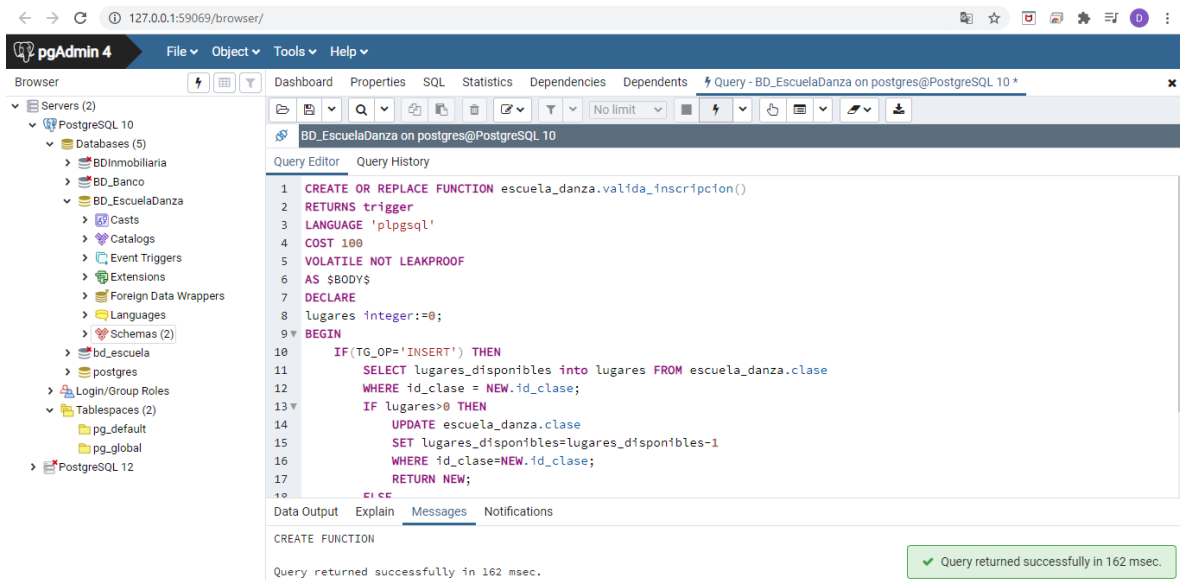 127.0.0.1:59069/browser/
D
pgAdmin 4 File Object Tools Help
Browser
Dashboard Properties SQL Statistics Dependencies Dependents Query - BD_EscuelaDanza on postgres@PostgreSQL 10 *
Servers (2)
PostgreSQL 10
Databases (5)
BDInmobiliaria
BD_Banco
BD_EscuelaDanza
Casts
Catalogs
Event Triggers
Extensions
Foreign Data Wrappers
Languages
Schemas (2)
bd_escuela
postgres
Login/Group Roles
Tablespaces (2)
pg_default
pg_global
PostgreSQL 12
No limit
BD_EscuelaDanza on postgres@PostgreSQL 10
Query Editor Query History
1 CREATE OR REPLACE FUNCTION escuela_danza.valida_inscripcion()
2 RETURNS trigger
3 LANGUAGE 'plpgsql'
4 COST 100
5 VOLATILE NOT LEAKPROOF
6 AS $BODY$
7 DECLARE
8 lugares integer:=0;
9 BEGIN
10 IF(TG_OP='INSERT') THEN
11 SELECT lugares_disponibles into lugares FROM escuela_danza.clase
12 WHERE id_clase = NEW.id_clase;
13 IF lugares>0 THEN
14 UPDATE escuela_danza.clase
15 SET lugares_disponibles=lugares_disponibles-1
16 WHERE id_clase=NEW.id_clase;
17 RETURN NEW;
18 ELSE
Data Output Explain Messages Notifications
CREATE FUNCTION
Query returned successfully in 162 msec.
Query returned successfully in 162 msec.